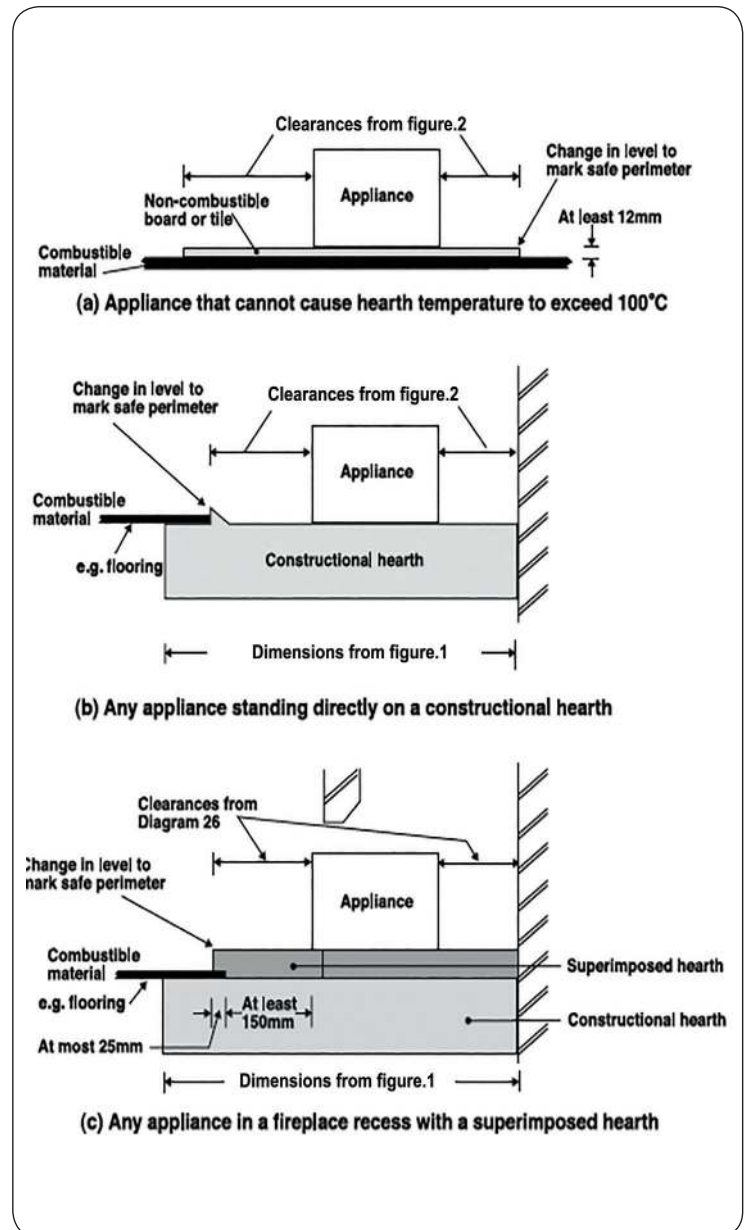 Clearances from figure.2
Change in level to
mark safe perimeter
Appliance
Non-combustible
board or tile
At least 12mm
Combustible
material
(a) Appliance that cannot cause hearth temperature to exceed 100°C
Change in level to
mark safe perimeter
Clearances from figure.2
Appliance
Combustible
material
e.g. flooring
Constructional hearth
Dimensions from figure.1
(b) Any appliance standing directly on a constructional hearth
Clearances from
Diagram 26
Change in level to
mark safe perimeter
Appliance
Combustible
material
e.g. flooring
Superimposed hearth
At least
150mm
Constructional hearth
At most 25mm
Dimensions from figure.1
(c) Any appliance in a fireplace recess with a superimposed hearth